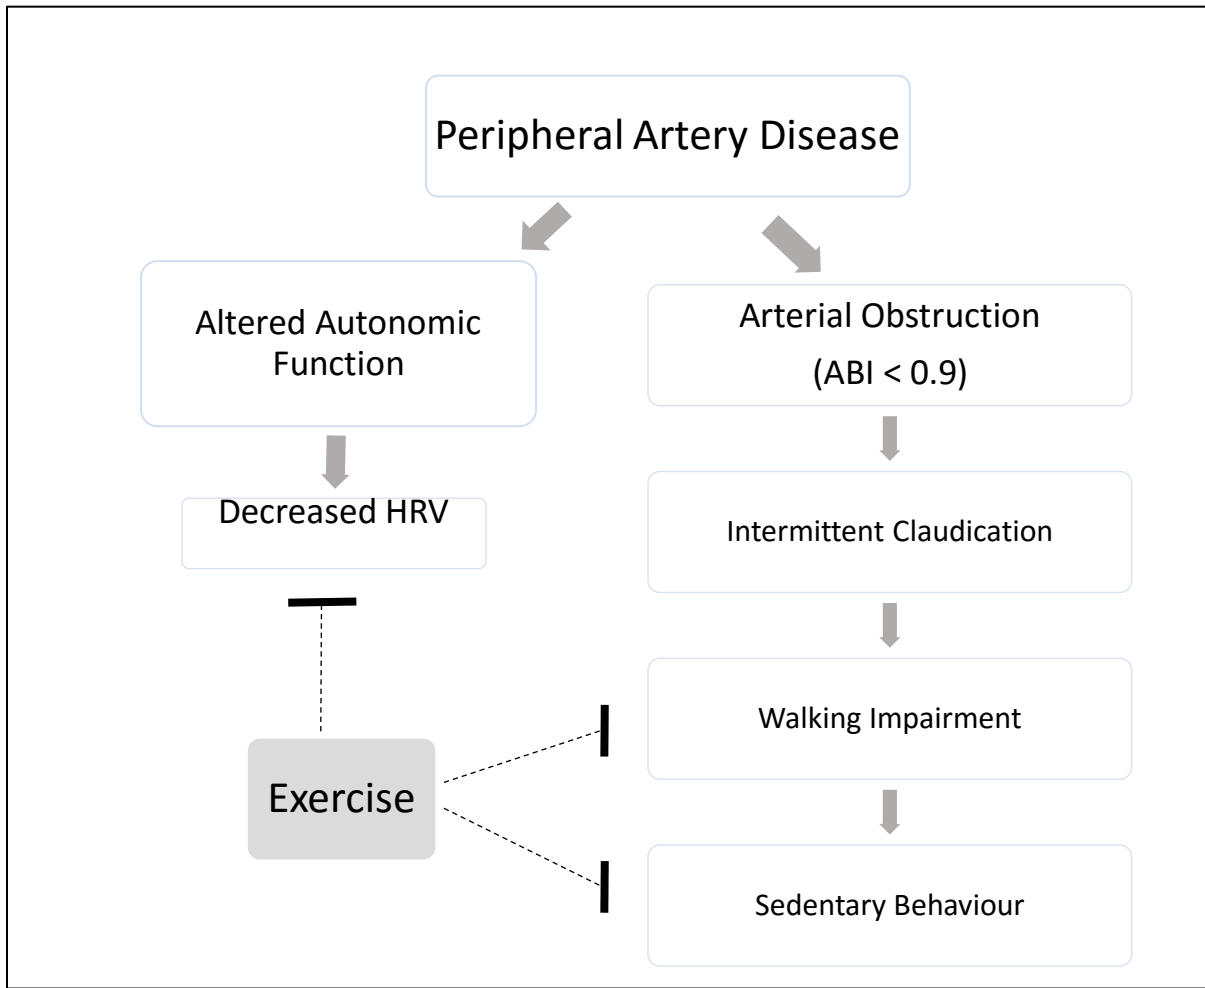 Peripheral Artery Disease
Altered Autonomic
Function
Arterial Obstruction
(ABI < 0.9)
Decreased HRV
Intermittent Claudication
Walking Impairment
Exercise
Sedentary Behaviour